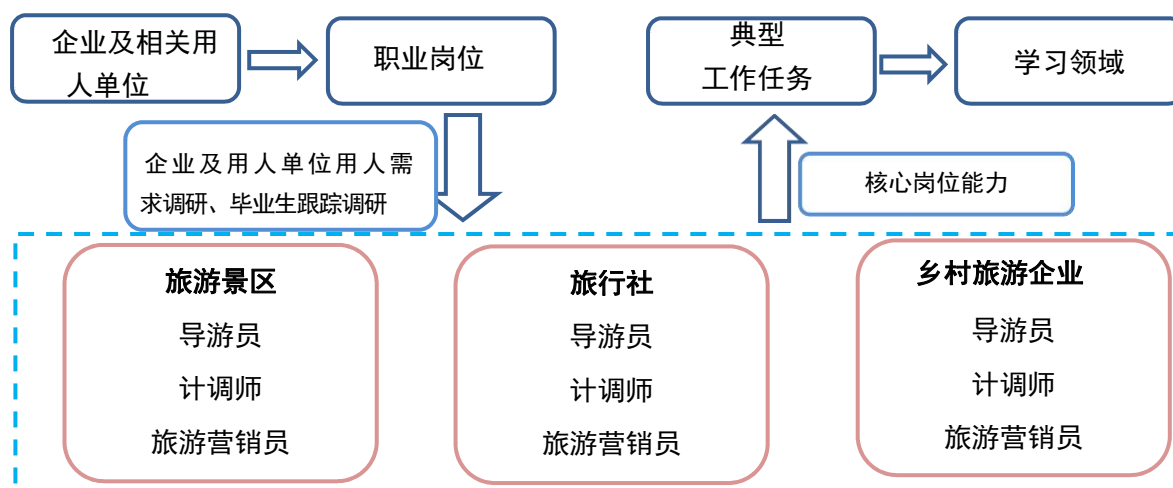 企业及相关用
人单位
职业岗位
典型
工作任务
学习领域
企业及用人单位用人需
求调研、毕业生跟踪调研
核心岗位能力
旅游景区
导游员
计调师
旅游营销员
旅行社
导游员
计调师
旅游营销员
乡村旅游企业
导游员
计调师
旅游营销员